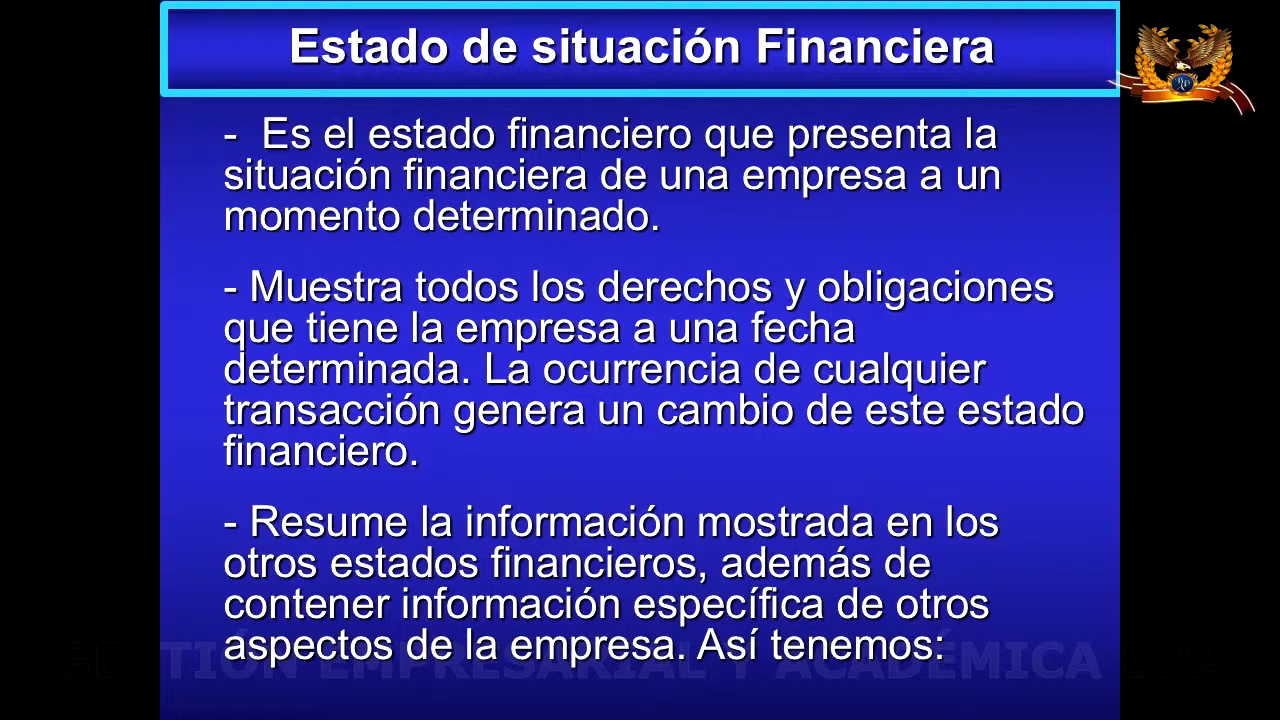 Estado de situación Financiera
- Es el estado financiero que presenta la
situación financiera de una empresa a un
momento determinado.
- Muestra todos los derechos y obligaciones
que tiene la empresa a una fecha
determinada. La ocurrencia de cualquier
transacción genera un cambio de este estado
financiero.
- Resume la información mostrada en los
otros estados financieros, además de
contener información específica de otros
aspectos de la empresa. Así tenemos:
GESTIÓN EMPRESARIAL Y ACADÉMICA